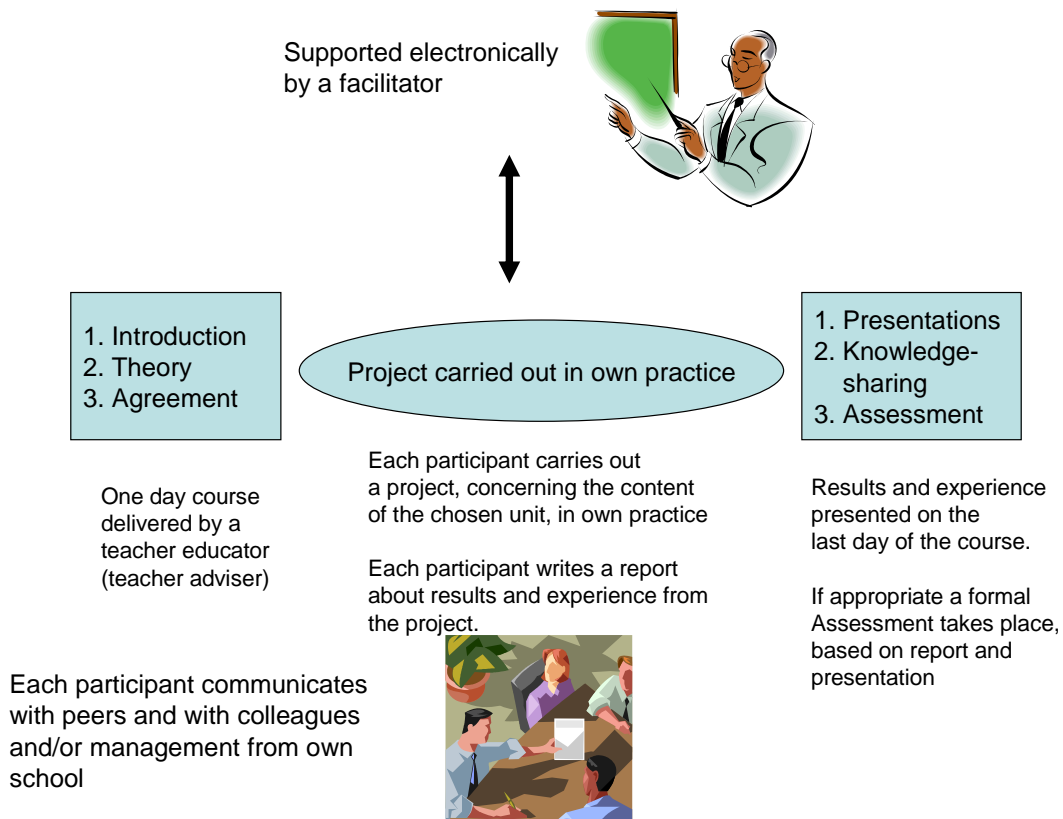 Supported electronically
by a facilitator
1. Introduction
2. Theory
3. Agreement
Project carried out in own practice
1. Presentations
2. Knowledge-
sharing
3. Assessment
One day course
delivered by a
teacher educator
(teacher adviser)
Each participant carries out
a project, concerning the content
of the chosen unit, in own practice
Each participant writes a report
about results and experience from
the project.
Results and experience
presented on the
last day of the course.
If appropriate a formal
Assessment takes place,
based on report and
presentation
Each participant communicates
with peers and with colleagues
and/or management from own
school